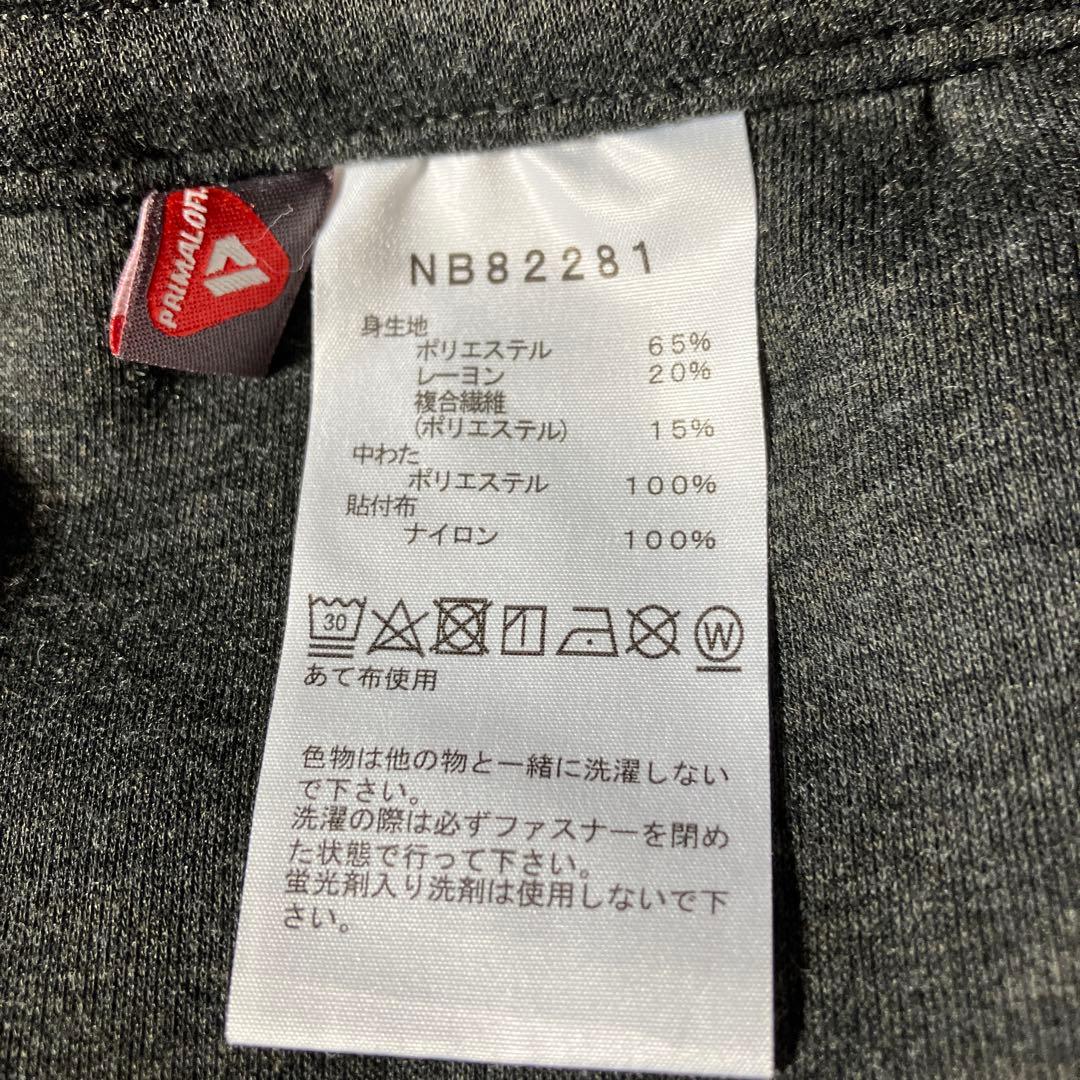 PRIMALOFT
NB82281
身生地
ポリエステル 65%
レーヨン 20%
複合繊維
(ポリエステル) 15%
中わた
ポリエステル 100%
貼付布
ナイロン 100%
30 W
あて布使用
色物は他の物と一緒に洗濯しない
で下さい。
洗濯の際は必ずファスナーを閉め
た状態で行って下さい。
蛍光剤入り洗剤は使用しないで下
さい。